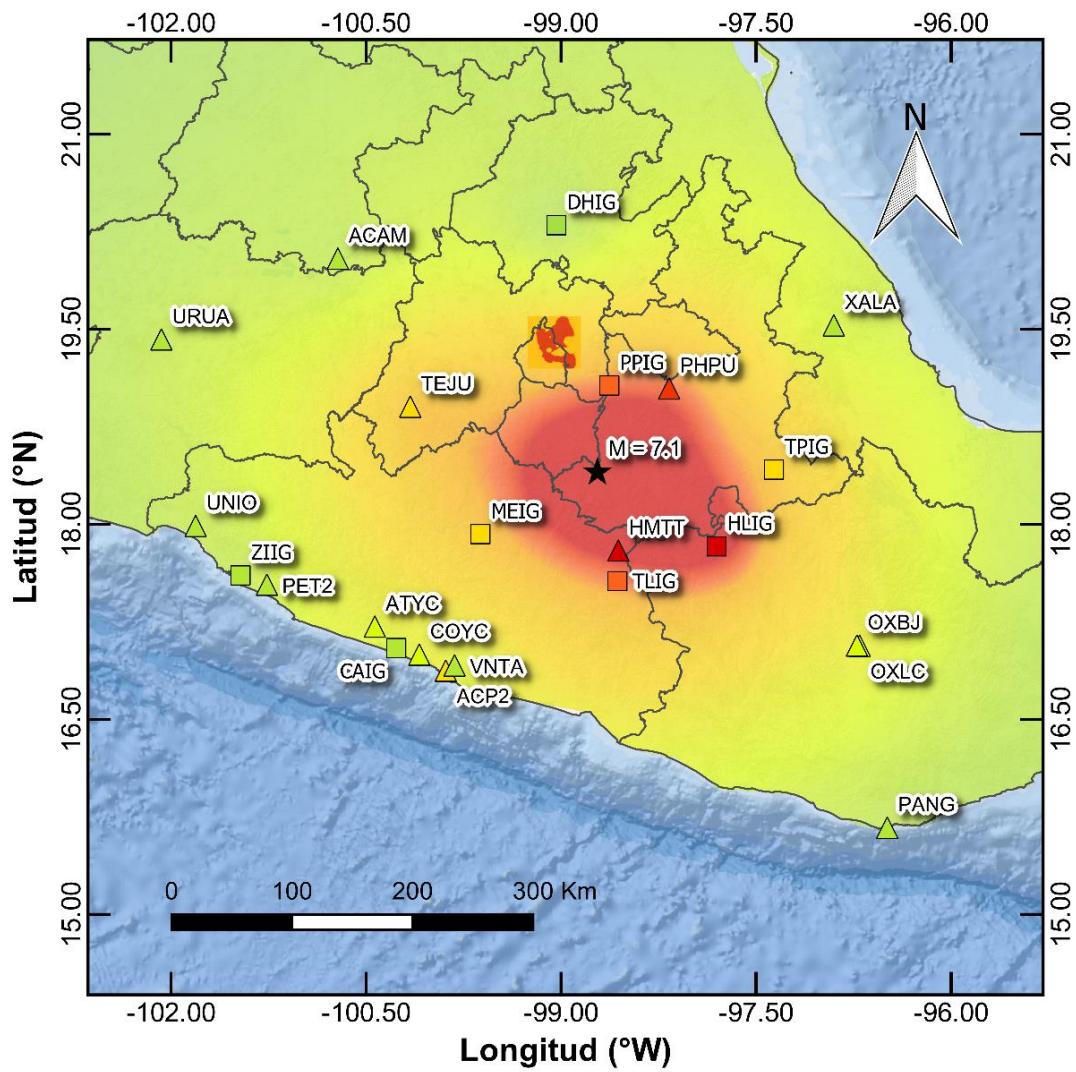 -102.00 -100.50 -99.00 -97.50 -96.00
21.00 21.00
N
DHIG
ACAM
XALA
URUA
19.50 19.50
PPIG PHPU
TEJU
M = 7.1
TPIG
UNIO MEIG
HMTT HLIG
18.00 18.00
ZIIG
PET2 TLIG
ATYC
COYC OXBJ
CAIG VNTA OXLC
ACP2
16.50 16.50
PANG
0 100 200 300 Km
15.00 15.00
-102.00 -100.50 -99.00 -97.50 -96.00
Latitud (°N)
Longitud (°W)